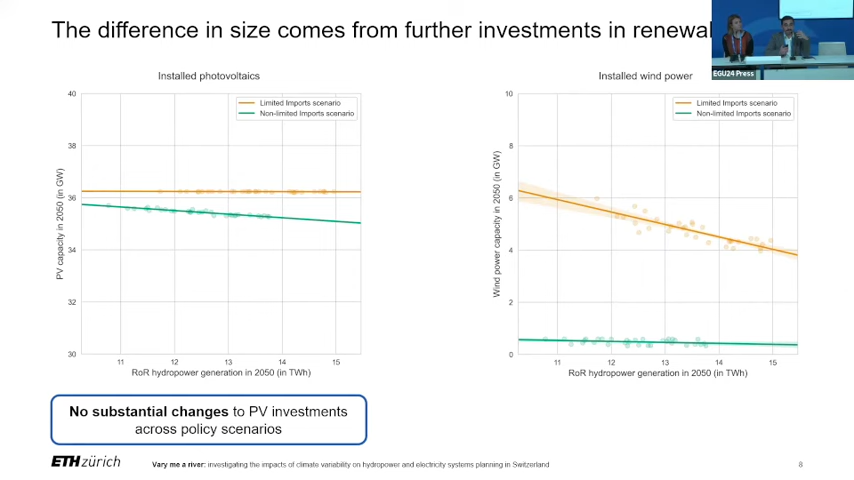 The difference in size comes from further investments in renewal
EGU24 Press
Installed photovoltaics
40
38
36
34
32
30
PV capacity in 2050 (in GW)
Limited Imports scenario
Non-limited Imports scenario
11
12
13
14
15
RoR hydropower generation in 2050 (in TWh)
Installed wind power
10
8
6
4
2
0
Wind power capacity in 2050 (in GW)
Limited Imports scenario
Non-limited Imports scenario
11
12
13
14
15
RoR hydropower generation in 2050 (in TWh)
No substantial changes to PV investments
across policy scenarios
ETH zürich
Vary me a river: investigating the impacts of climate variability on hydropower and electricity systems planning in Switzerland
8